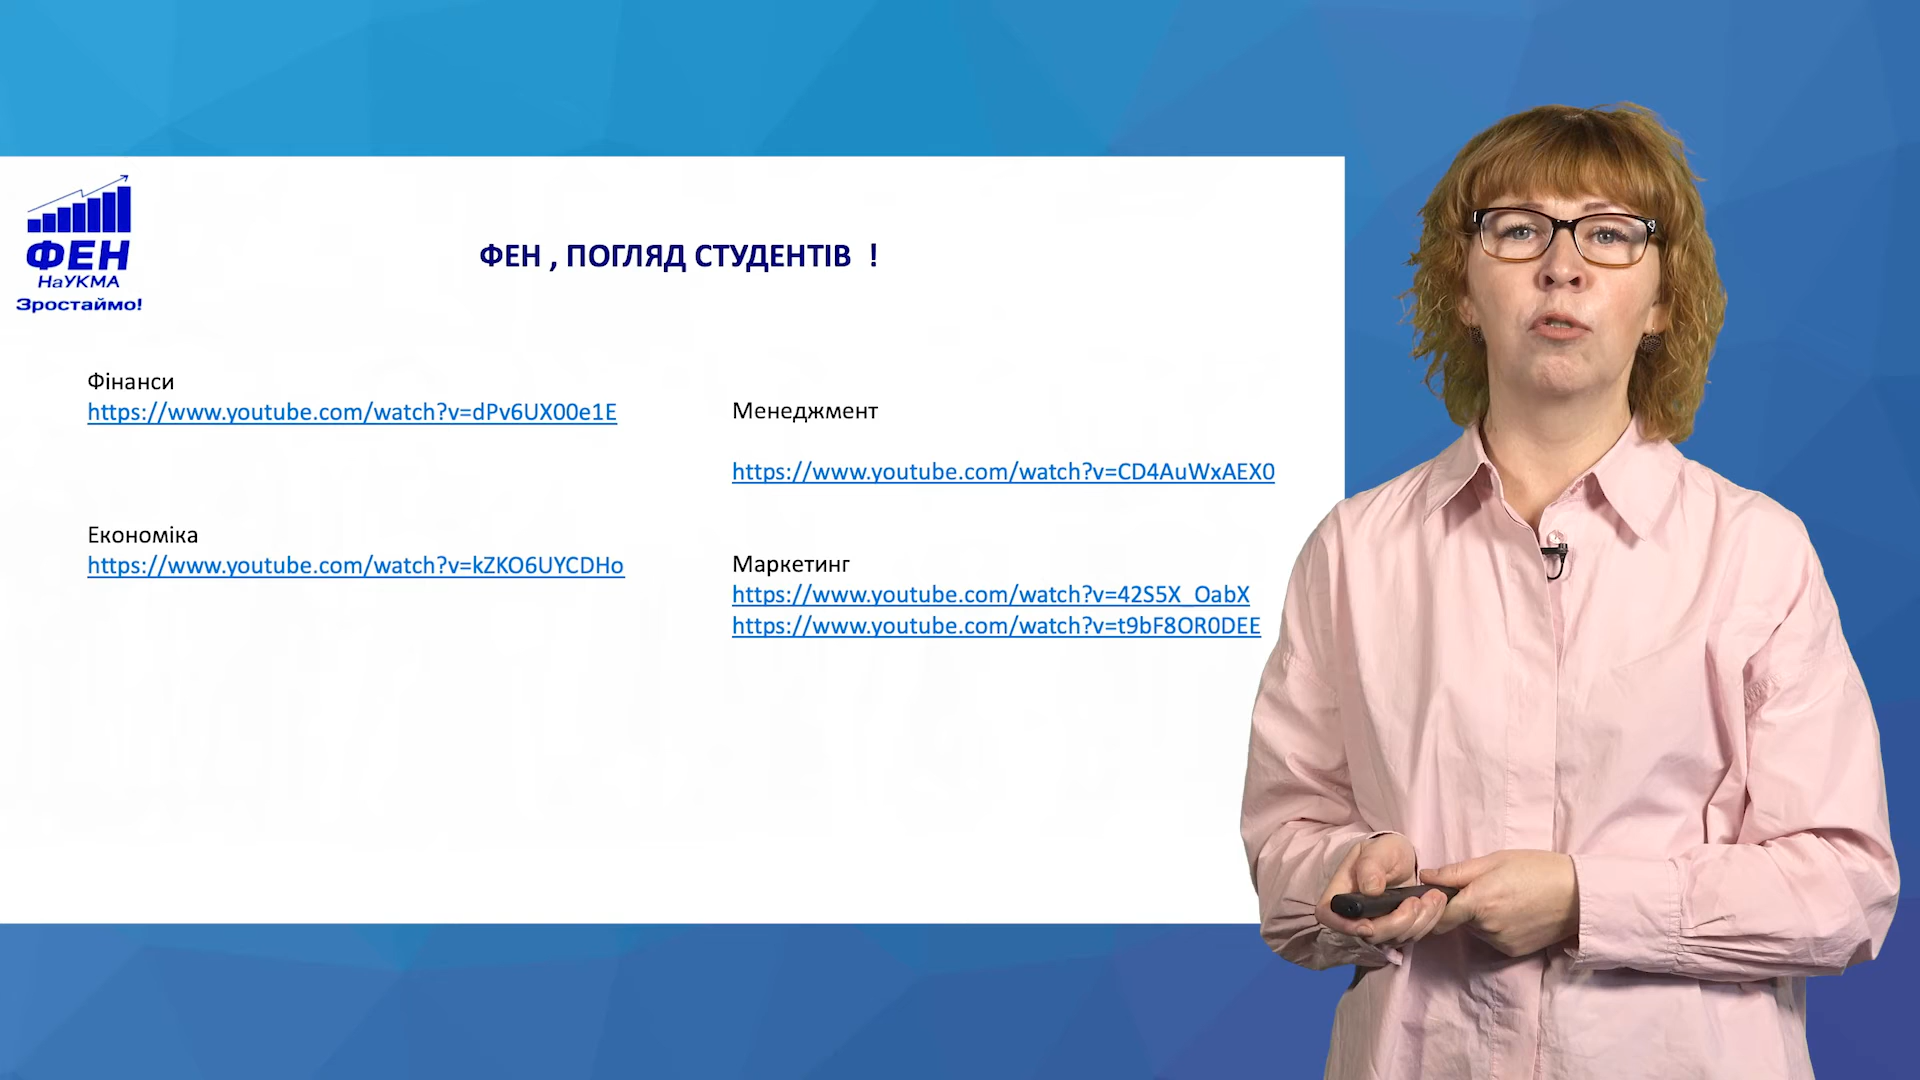 ФЕН
НаУКМА
Зростаймо!
ФЕН , ПОГЛЯД СТУДЕНТІВ !
Фінанси
https://www.youtube.com/watch?v=dPv6UX00e1E
Економіка
https://www.youtube.com/watch?v=kZKO6UYCDHo
Менеджмент
https://www.youtube.com/watch?v=CD4AuWxAEX0
Маркетинг
https://www.youtube.com/watch?v=42S5X_OabX
https://www.youtube.com/watch?v=t9bF8OR0DEE